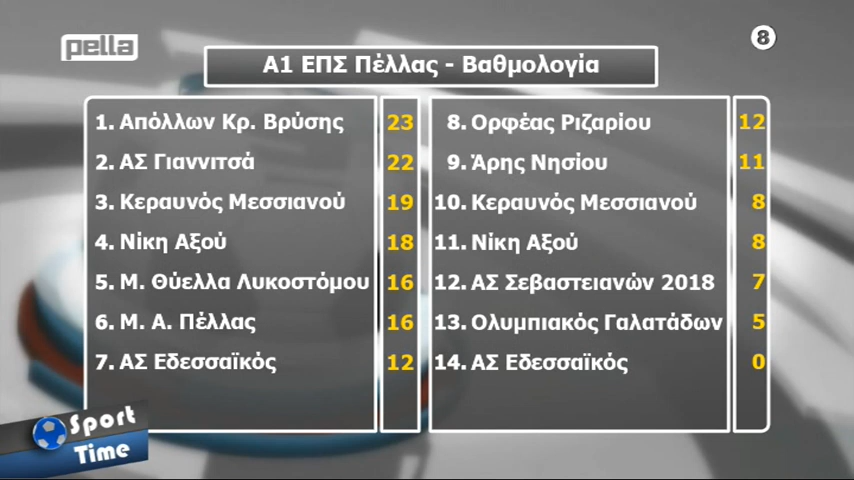 pella
8
Α1 ΕΠΣ Πέλλας - Βαθμολογία
1. Απόλλων Κρ. Βρύσης 23
2. ΑΣ Γιαννιτσά 22
3. Κεραυνός Μεσσιανού 19
4. Νίκη Αξού 18
5. Μ. Θύελλα Λυκοστόμου 16
6. Μ. Α. Πέλλας 16
7. ΑΣ Εδεσσαϊκός 12
8. Ορφέας Ριζαρίου 12
9. Άρης Νησίου 11
10. Κεραυνός Μεσσιανού 8
11. Νίκη Αξού 8
12. ΑΣ Σεβαστειανών 2018 7
13. Ολυμπιακός Γαλατάδων 5
14. ΑΣ Εδεσσαϊκός 0
Sport
Time